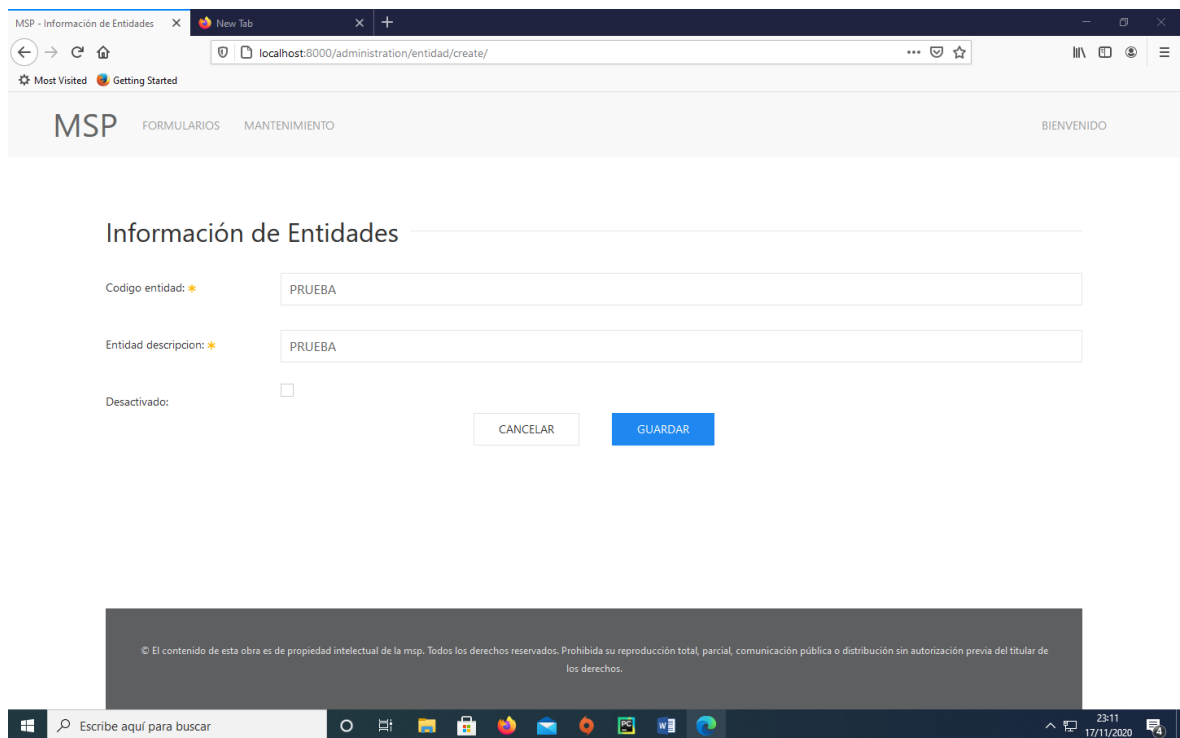 MSP - Información de Entidades
New Tab
localhost:8000/administration/entidad/create/
Most Visited
Getting Started
MSP
FORMULARIOS
MANTENIMIENTO
BIENVENIDO
Información de Entidades
Codigo entidad: *
PRUEBA
Entidad descripcion: *
PRUEBA
Desactivado:
CANCELAR
GUARDAR
© El contenido de esta obra es de propiedad intelectual de la msp. Todos los derechos reservados. Prohibida su reproducción total, parcial, comunicación pública o distribución sin autorización previa del titular de
los derechos.
Escribe aquí para buscar
PC
W
23:11
17/11/2020
4